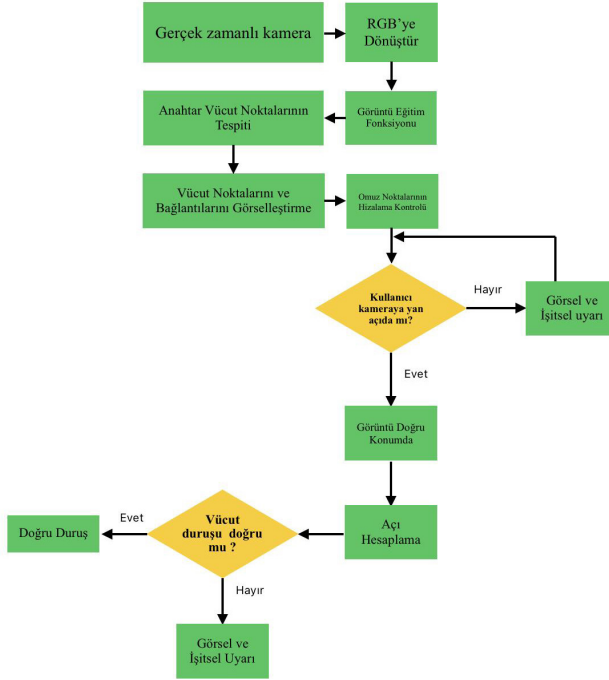 Gerçek zamanlı kamera
RGB'ye
Dönüştür
Anahtar Vücut Noktalarının
Tespiti
Görüntü Eğitim
Fonksiyonu
Vücut Noktalarını ve
Bağlantılarını Görselleştirme
Omuz Noktalarının
Hizalama Kontrolü
Kullanıcı
kameraya yan
açıda mı?
Hayır
Görsel ve
İşitsel uyarı
Evet
Görüntü Doğru
Konumda
Açı
Hesaplama
Vücut
duruşu doğru
mu ?
Evet
Doğru Duruş
Hayır
Görsel ve
İşitsel Uyarı